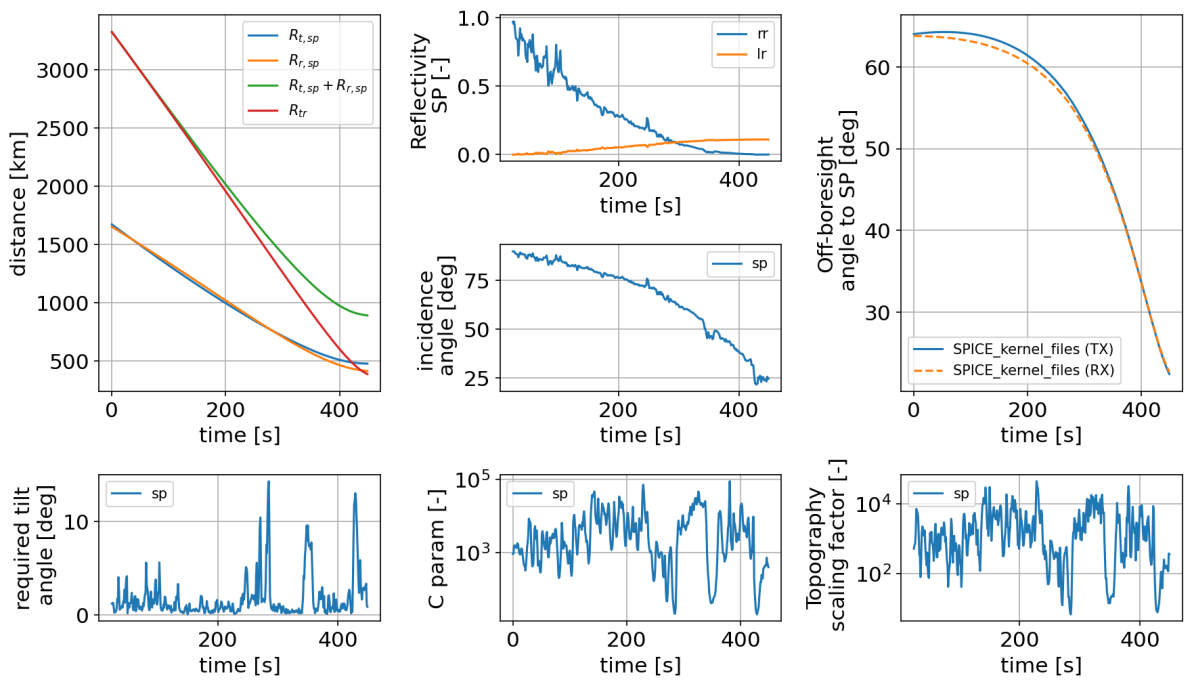 distance [km]
3000
2500
2000
1500
1000
500
0
200
400
time [s]
R_{t,sp}
R_{r,sp}
R_{t,sp} + R_{r,sp}
R_{tr}
Reflectivity
SP [-]
1.0
0.5
0.0
200
400
time [s]
rr
lr
incidence
angle [deg]
75
50
25
200
400
time [s]
sp
Off-boresight
angle to SP [deg]
60
50
40
30
0
200
400
time [s]
SPICE_kernel_files (TX)
SPICE_kernel_files (RX)
required tilt
angle [deg]
10
0
200
400
time [s]
sp
C param [-]
10^5
10^3
0
200
400
time [s]
sp
Topography
scaling factor [-]
10^4
10^2
200
400
time [s]
sp